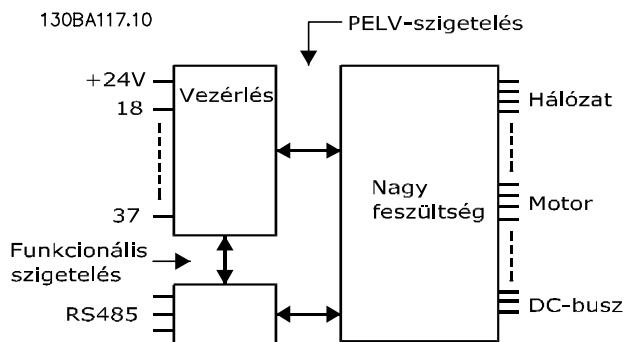 130BA117.10
PELV-szigetelés
+24V
18
37
Vezérlés
Nagy
feszültség
Hálózat
Motor
DC-busz
Funkcionális
szigetelés
RS485